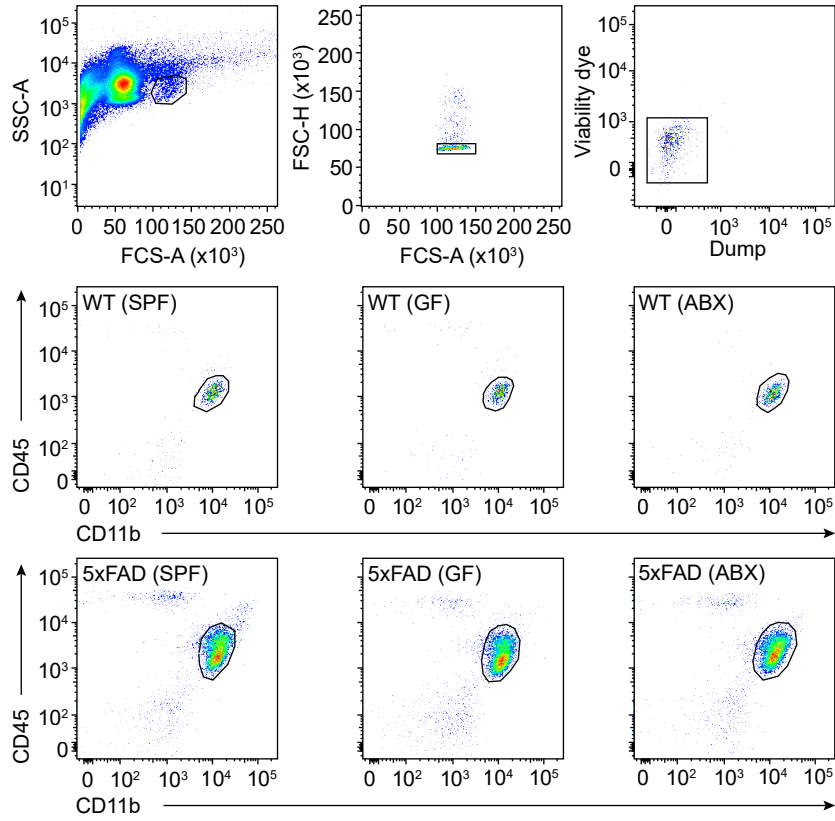 SSC-A
10⁵
10⁴
10³
10²
10¹
0 50 100 150 200 250
FCS-A (x10³)
FSC-H (x10³)
250
200
150
100
50
0
0 50 100 150 200 250
FCS-A (x10³)
Viability dye
10⁵
10⁴
10³
0
0 10³ 10⁴ 10⁵
Dump
CD45
10⁵
10⁴
10³
10²
0
WT (SPF)
0 10² 10³ 10⁴ 10⁵
WT (GF)
0 10² 10³ 10⁴ 10⁵
WT (ABX)
0 10² 10³ 10⁴ 10⁵
CD11b
CD45
10⁵
10⁴
10³
10²
0
5xFAD (SPF)
0 10² 10³ 10⁴ 10⁵
5xFAD (GF)
0 10² 10³ 10⁴ 10⁵
5xFAD (ABX)
0 10² 10³ 10⁴ 10⁵
CD11b